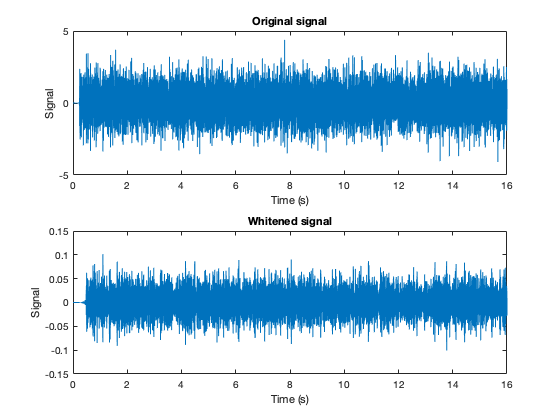 Original signal
5
0
-5
Signal
0 2 4 6 8 10 12 14 16
Time (s)
Whitened signal
0.15
0.1
0.05
0
-0.05
-0.1
-0.15
Signal
0 2 4 6 8 10 12 14 16
Time (s)